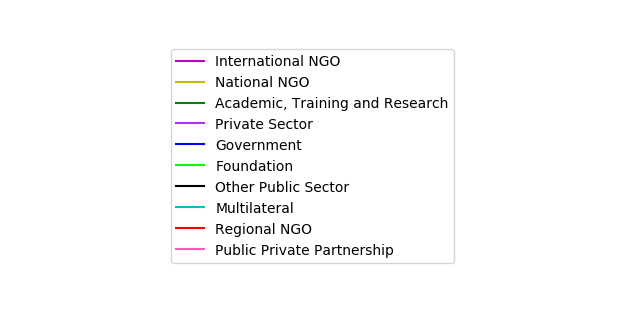 International NGO
National NGO
Academic, Training and Research
Private Sector
Government
Foundation
Other Public Sector
Multilateral
Regional NGO
Public Private Partnership